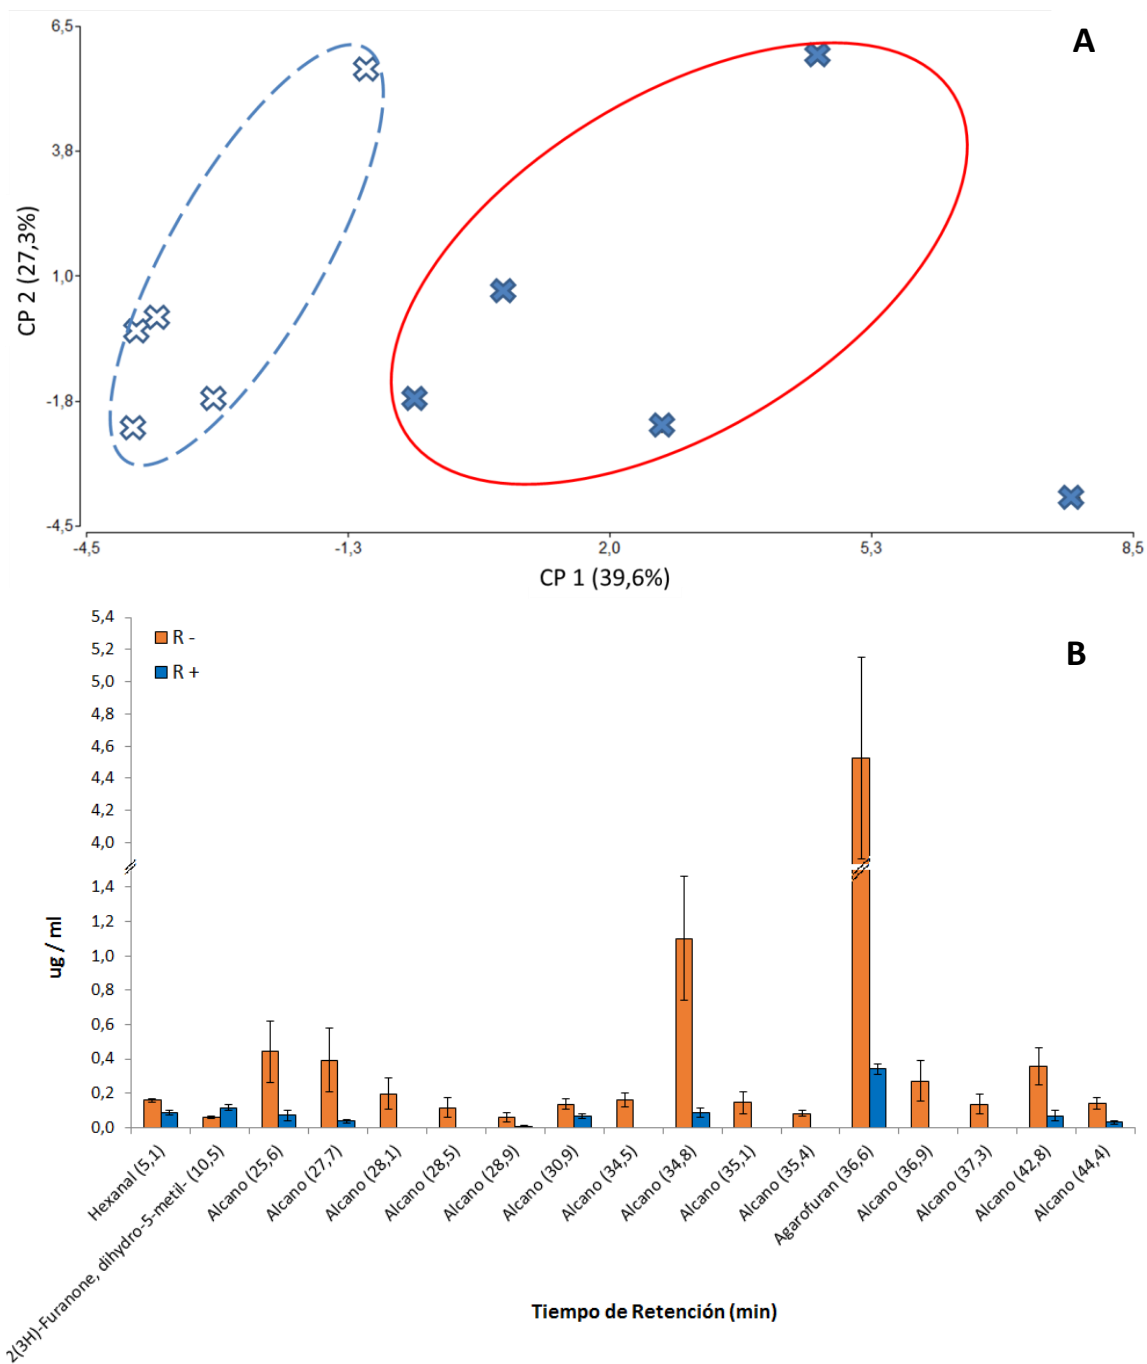 A
6,5
3,8
1,0
-1,8
-4,5
CP 2 (27,3%)
-4,5 -1,3 2,0 5,3 8,5
CP 1 (39,6%)
B
R -
R +
5,4
5,2
5,0
4,8
4,6
4,4
4,2
4,0
1,4
1,2
1,0
0,8
0,6
0,4
0,2
0,0
ug / ml
Hexanal (5,1)
2(3H)-Furanone, dihydro-5-metil- (10,5)
Alcano (25,6)
Alcano (27,7)
Alcano (28,1)
Alcano (28,5)
Alcano (28,9)
Alcano (30,9)
Alcano (34,5)
Alcano (34,8)
Alcano (35,1)
Alcano (35,4)
Agarofuran (36,6)
Alcano (36,9)
Alcano (37,3)
Alcano (42,8)
Alcano (44,4)
Tiempo de Retención (min)